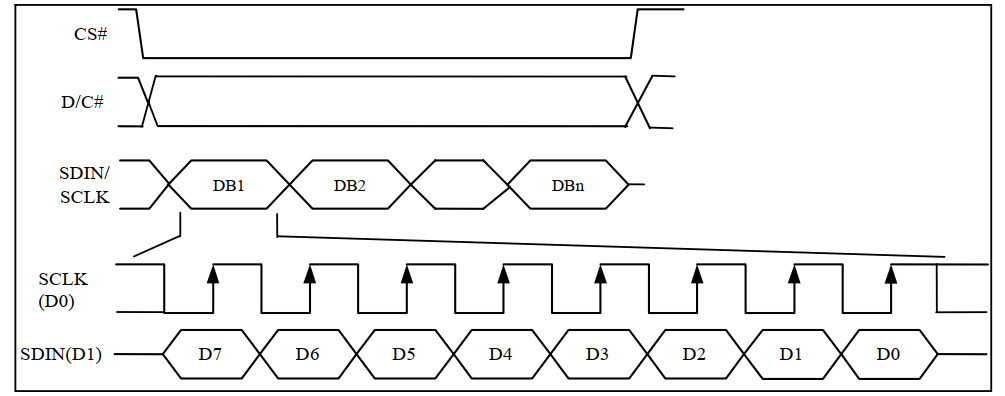 CS#
D/C#
SDIN/
SCLK
DB1 DB2 DBn
SCLK
(D0)
SDIN(D1) D7 D6 D5 D4 D3 D2 D1 D0